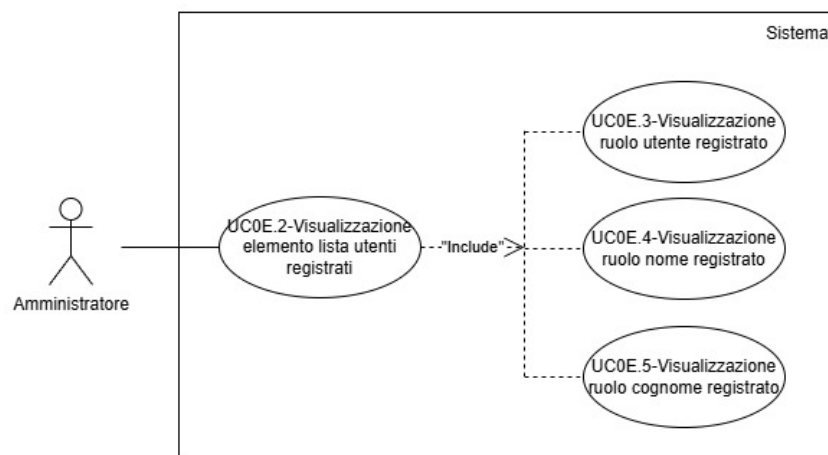 Sistema
UC0E.3-Visualizzazione
ruolo utente registrato
UC0E.2-Visualizzazione
elemento lista utenti
registrati
"Include"
UC0E.4-Visualizzazione
ruolo nome registrato
Amministratore
UC0E.5-Visualizzazione
ruolo cognome registrato